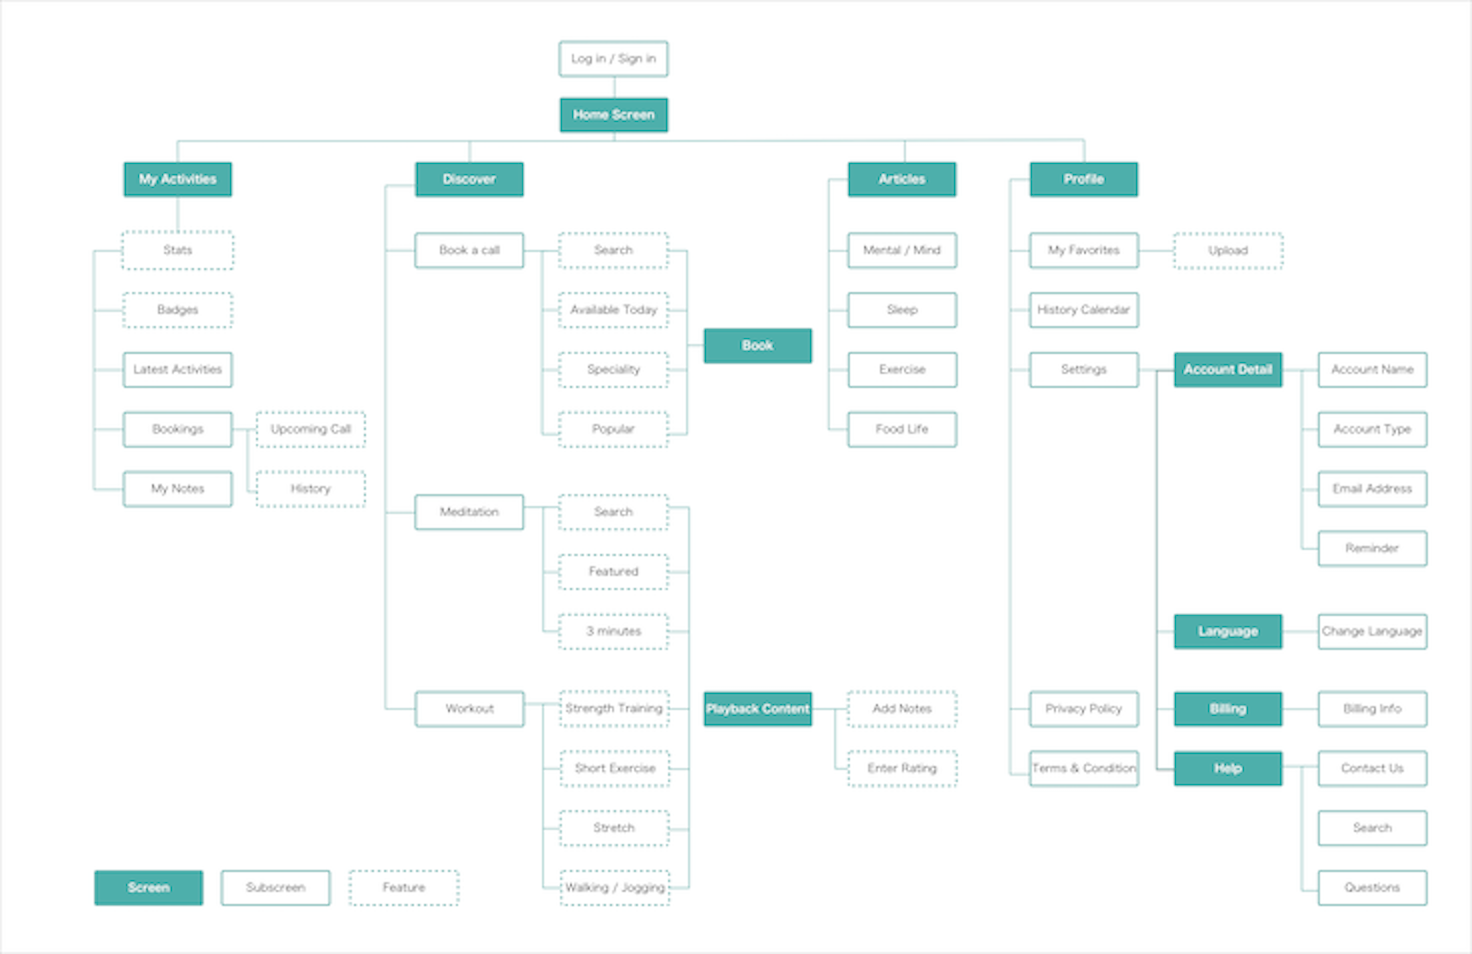 Log in / Sign in
Home Screen
My Activities
Discover
Articles
Profile
Stats
Book a call
Search
Mental / Mind
My Favorites
Upload
Badges
Available Today
Sleep
History Calendar
Book
Latest Activities
Speciality
Exercise
Settings
Account Detail
Account Name
Bookings
Upcoming Call
Popular
Food Life
Account Type
My Notes
History
Email Address
Meditation
Search
Reminder
Featured
3 minutes
Language
Change Language
Workout
Strength Training
Playback Content
Add Notes
Privacy Policy
Billing
Billing Info
Short Exercise
Enter Rating
Terms & Condition
Help
Contact Us
Stretch
Search
Screen
Subscreen
Feature
Walking / Jogging
Questions